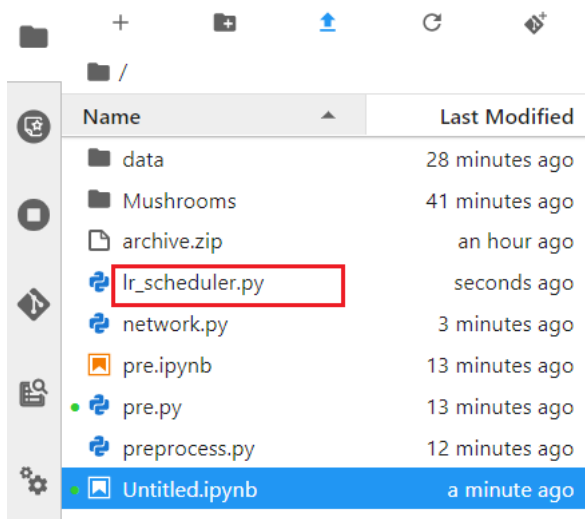 /
Name Last Modified
data 28 minutes ago
Mushrooms 41 minutes ago
archive.zip an hour ago
lr_scheduler.py seconds ago
network.py 3 minutes ago
pre.ipynb 13 minutes ago
pre.py 13 minutes ago
preprocess.py 12 minutes ago
Untitled.ipynb a minute ago